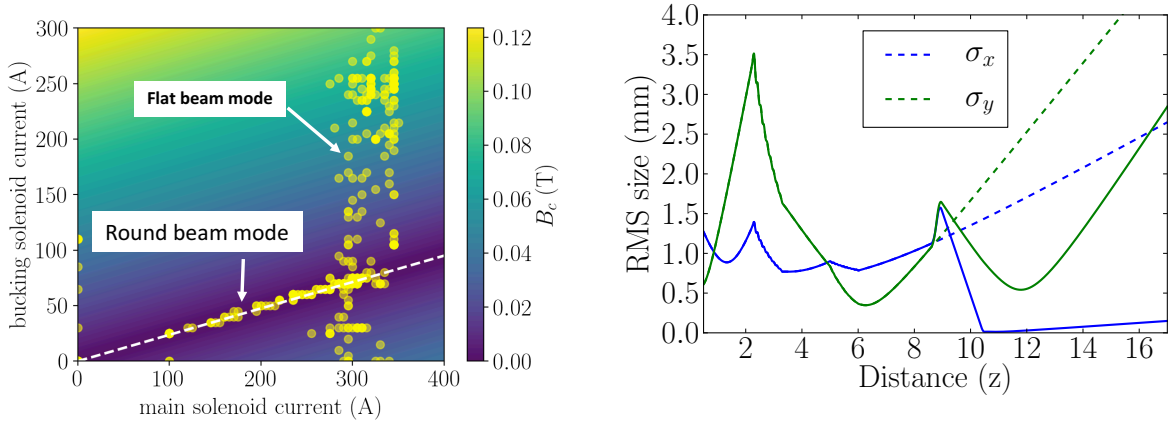 300
250
200
150
100
50
0
bucking solenoid current (A)
Flat beam mode
Round beam mode
0 100 200 300 400
main solenoid current (A)
0.12
0.10
0.08
0.06
0.04
0.02
0.00
B_c (T)
4.0
3.5
3.0
2.5
2.0
1.5
1.0
0.5
0.0
RMS size (mm)
σ_x
σ_y
2 4 6 8 10 12 14 16
Distance (z)